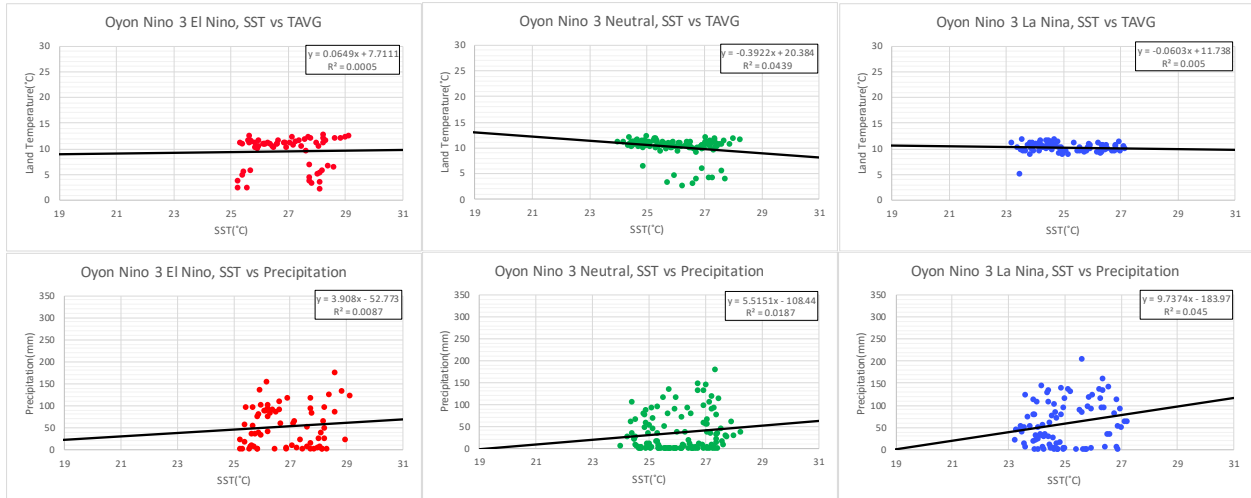 Oyon Nino 3 El Nino, SST vs TAVG
y = 0.0649x + 7.7111
R² = 0.0005
Land Temperature(˚C)
30
25
20
15
10
5
0
19 21 23 25 27 29 31
SST(˚C)
Oyon Nino 3 Neutral, SST vs TAVG
y = -0.3922x + 20.384
R² = 0.0439
Land Temperature(˚C)
30
25
20
15
10
5
0
19 21 23 25 27 29 31
SST(˚C)
Oyon Nino 3 La Nina, SST vs TAVG
y = -0.0603x + 11.738
R² = 0.005
Land Temperature(˚C)
30
25
20
15
10
5
0
19 21 23 25 27 29 31
SST(˚C)
Oyon Nino 3 El Nino, SST vs Precipitation
y = 3.908x - 52.773
R² = 0.0087
Precipitation(mm)
350
300
250
200
150
100
50
0
19 21 23 25 27 29 31
SST(˚C)
Oyon Nino 3 Neutral, SST vs Precipitation
y = 5.5151x - 108.44
R² = 0.0187
Precipitation(mm)
350
300
250
200
150
100
50
0
19 21 23 25 27 29 31
SST(˚C)
Oyon Nino 3 La Nina, SST vs Precipitation
y = 9.7374x - 183.97
R² = 0.045
Precipitation(mm)
350
300
250
200
150
100
50
0
19 21 23 25 27 29 31
SST(˚C)